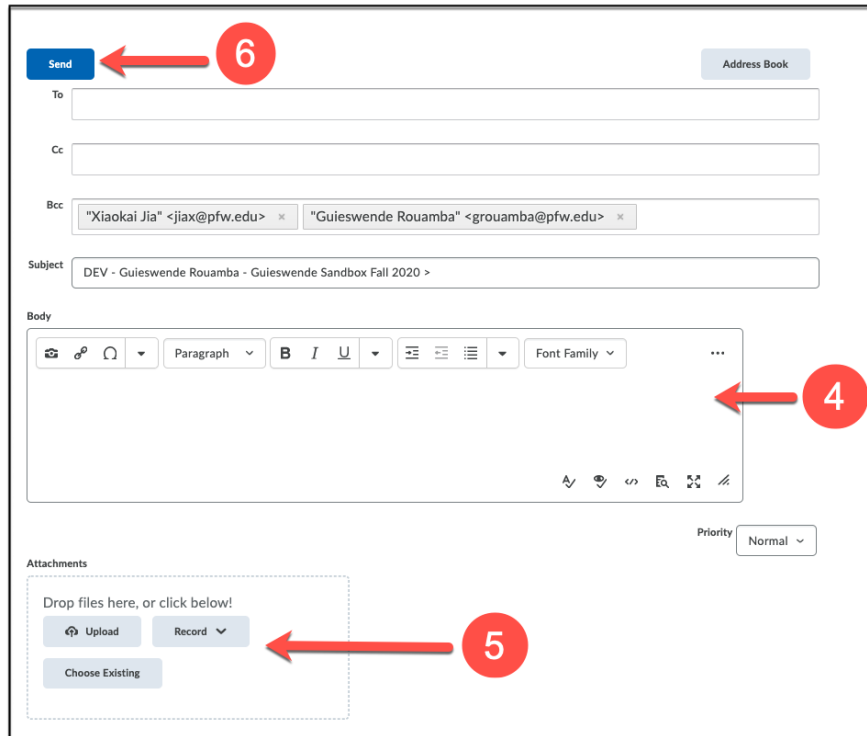 Send
6
Address Book
To
Cc
Bcc
"Xiaokai Jia" <jiax@pfw.edu> × "Guieswende Rouamba" <grouamba@pfw.edu> ×
Subject
DEV - Guieswende Rouamba - Guieswende Sandbox Fall 2020 >
Body
Paragraph B I U Font Family ...
4
Priority
Normal
Attachments
Drop files here, or click below!
Upload Record
5
Choose Existing